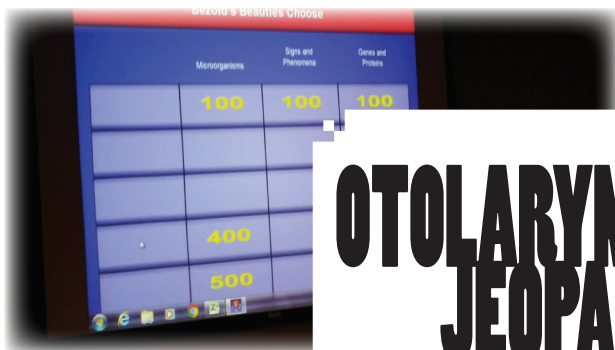 Bezold's Beauties Choose
Microorganisms
Signs and
Phenomena
Genes and
Proteins
100 100 100
400
500
OTOLARYN
JEOPA